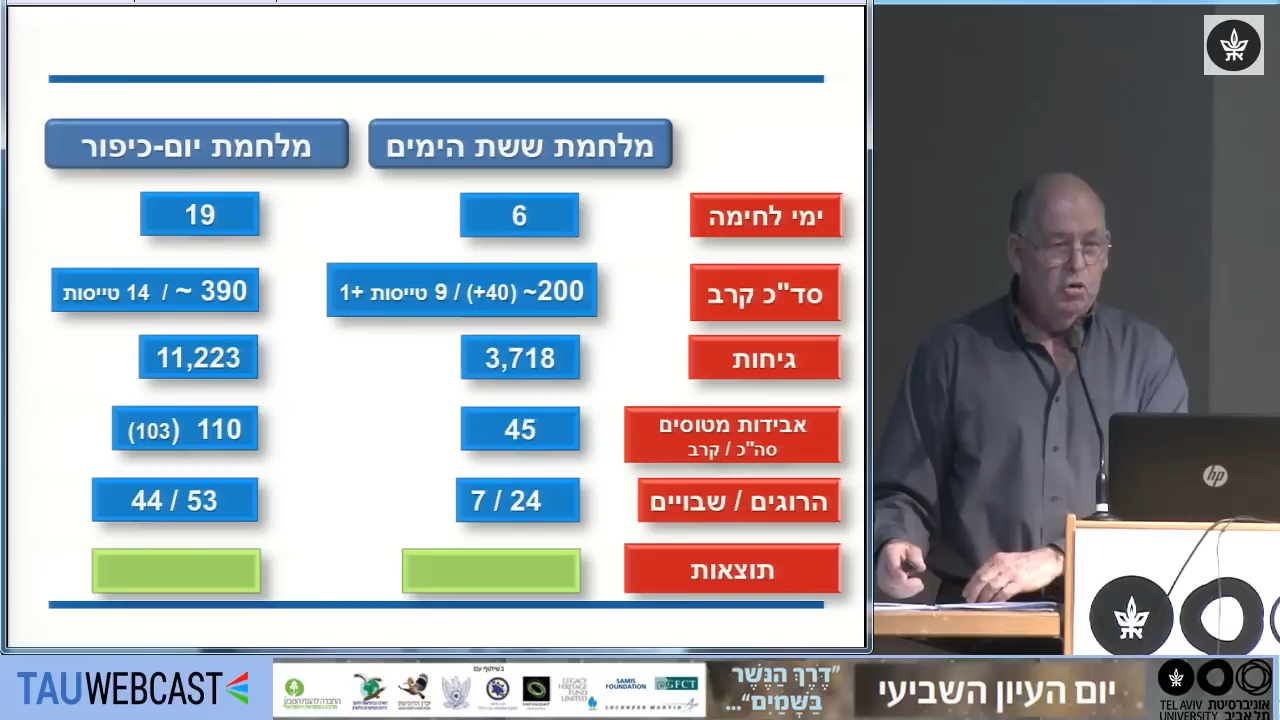 מלחמת ששת הימים
מלחמת יום-כיפור
ימי לחימה
6
19
סד"כ קרב
~200 (40+) / 9 טייסות +1
~ 390 / 14 טייסות
גיחות
3,718
11,223
אבידות מטוסים
סה"כ / קרב
45
110 (103)
הרוגים / שבויים
7 / 24
44 / 53
תוצאות
hp
TAUWEBCAST
בשיתוף עם
LEGACY
HERITAGE
FUND
LIMITED
SAMIS
FOUNDATION
GFCT
LOCKHEED MARTIN
"דֶּרֶךְ הַנֶּשֶׁר
בַּשָּׁמַיִם"...
יום העיון השביעי
TEL AVIV אוניברסיטת
UNIVERSITY תל אביב